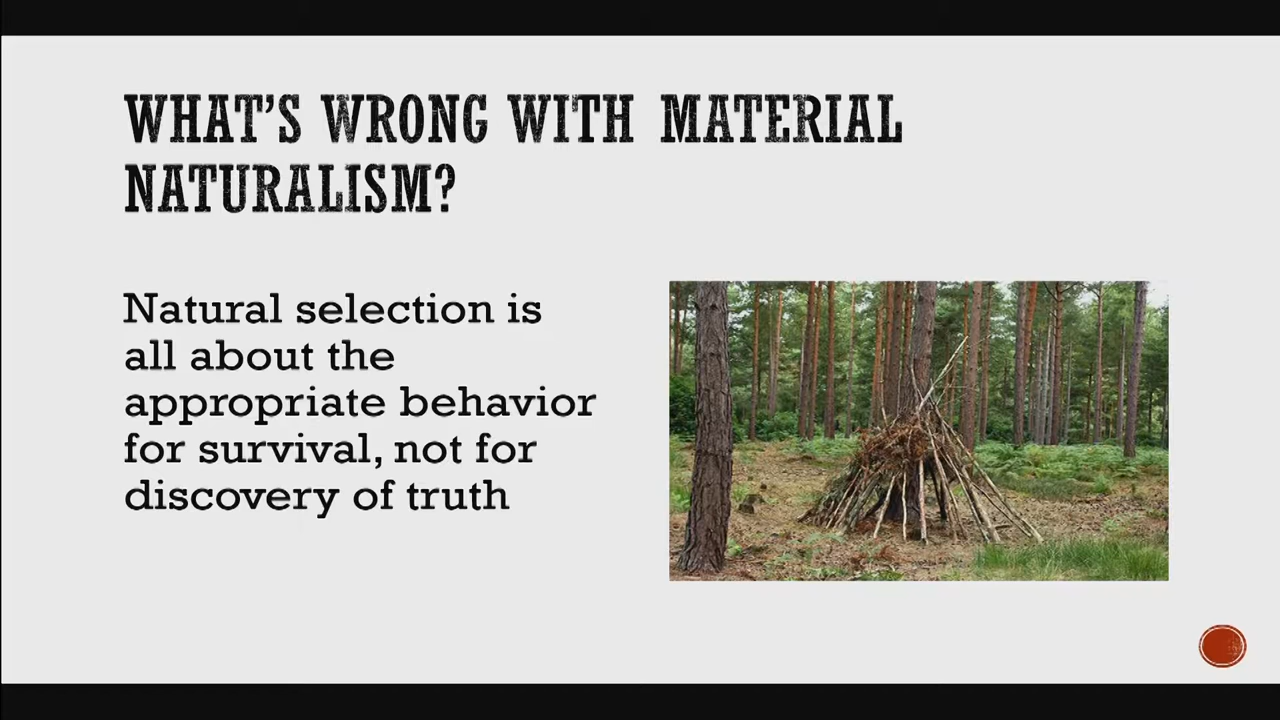 WHAT'S WRONG WITH MATERIAL
NATURALISM?
Natural selection is
all about the
appropriate behavior
for survival, not for
discovery of truth